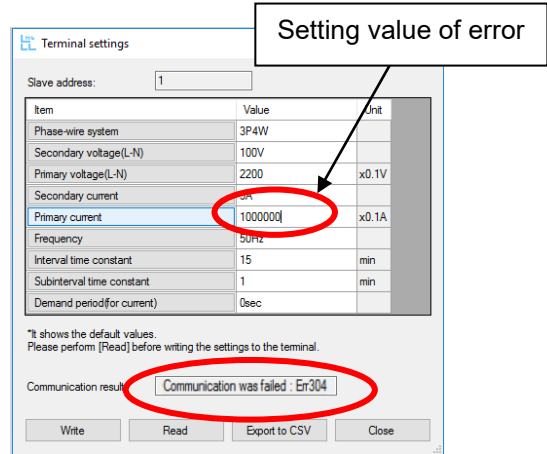 Setting value of error
Terminal settings
Slave address: 1
Item Value Unit
Phase-wire system 3P4W
Secondary voltage(L-N) 100V
Primary voltage(L-N) 2200 x0.1V
Secondary current 5A
Primary current 1000000 x0.1A
Frequency 50Hz
Interval time constant 15 min
Subinterval time constant 1 min
Demand period(for current) 0sec
*It shows the default values.
Please perform [Read] before writing the settings to the terminal.
Communication result Communication was failed : Err304
Write Read Export to CSV Close